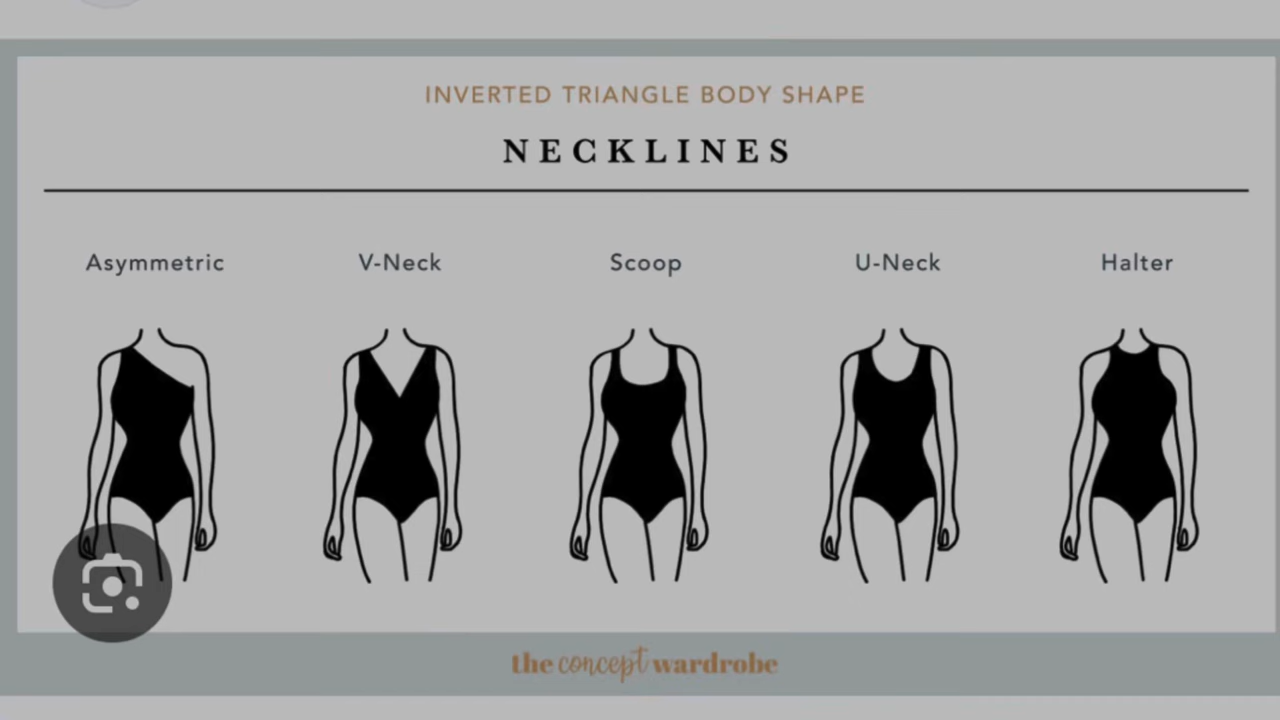 INVERTED TRIANGLE BODY SHAPE
NECKLINES
Asymmetric V-Neck Scoop U-Neck Halter
the concept wardrobe